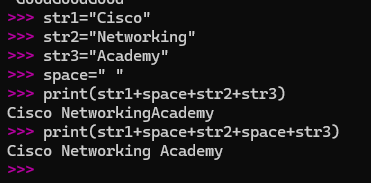 GoodGoodGood
>>> str1="Cisco"
>>> str2="Networking"
>>> str3="Academy"
>>> space=" "
>>> print(str1+space+str2+str3)
Cisco NetworkingAcademy
>>> print(str1+space+str2+space+str3)
Cisco Networking Academy
>>>